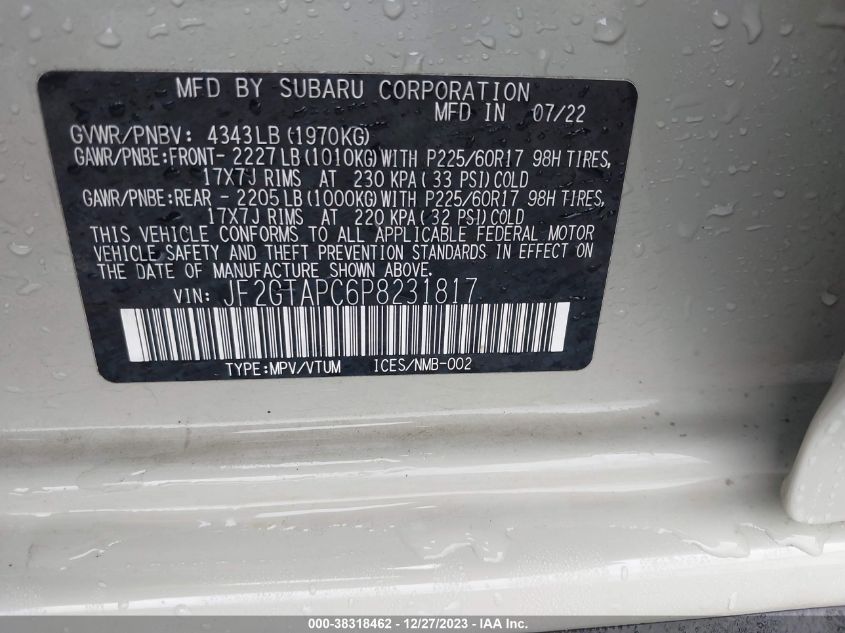 MFD BY SUBARU CORPORATION
MFD IN 07/22
GVWR/PNBV: 4343LB (1970KG)
GAWR/PNBE:FRONT- 2227 LB (1010KG) WITH P225/60R17 98H TIRES,
17X7J RIMS AT 230 KPA ( 33 PSI) COLD
GAWR/PNBE:REAR - 2205 LB (1000KG) WITH P225/60R17 98H TIRES,
17X7J RIMS AT 220 KPA ( 32 PSI) COLD
THIS VEHICLE CONFORMS TO ALL APPLICABLE FEDERAL MOTOR
VEHICLE SAFETY AND THEFT PREVENTION STANDARDS IN EFFECT ON
THE DATE OF MANUFACTURE SHOWN ABOVE.
VIN: JF2GTAPC6P8231817
TYPE:MPV/VTUM ICES/NMB-002
000-38318462 - 12/27/2023 - IAA Inc.